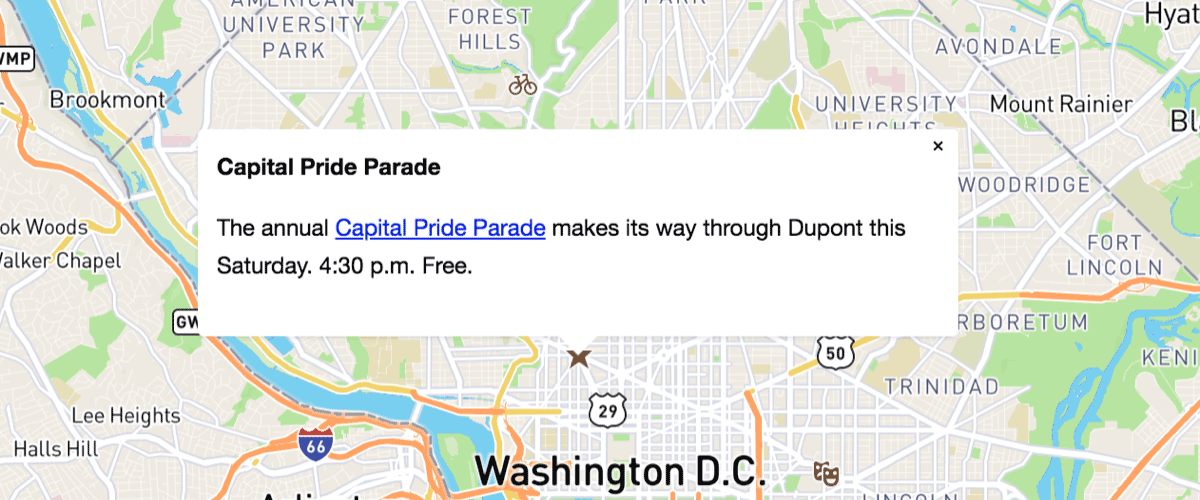 AMERICAN
UNIVERSITY
PARK
FOREST
HILLS
PARK
Hyat
AVONDALE
VMP
Brookmont
UNIVERSITY
HEIGHTS
Mount Rainier
Bl
×
Capital Pride Parade
WOODRIDGE
The annual Capital Pride Parade makes its way through Dupont this
Saturday. 4:30 p.m. Free.
ok Woods
alker Chapel
FORT
LINCOLN
GW
RBORETUM
50
KENI
TRINIDAD
29
Lee Heights
Halls Hill
66
Washington D.C.
LINCOLN